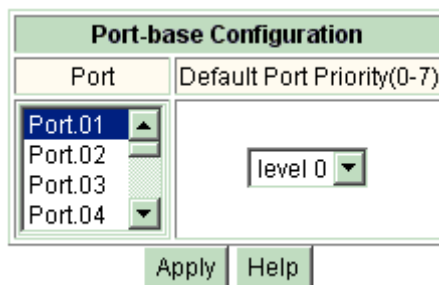 Port-base Configuration
Port Default Port Priority(0-7)
Port.01
Port.02
Port.03
Port.04
level 0
Apply Help